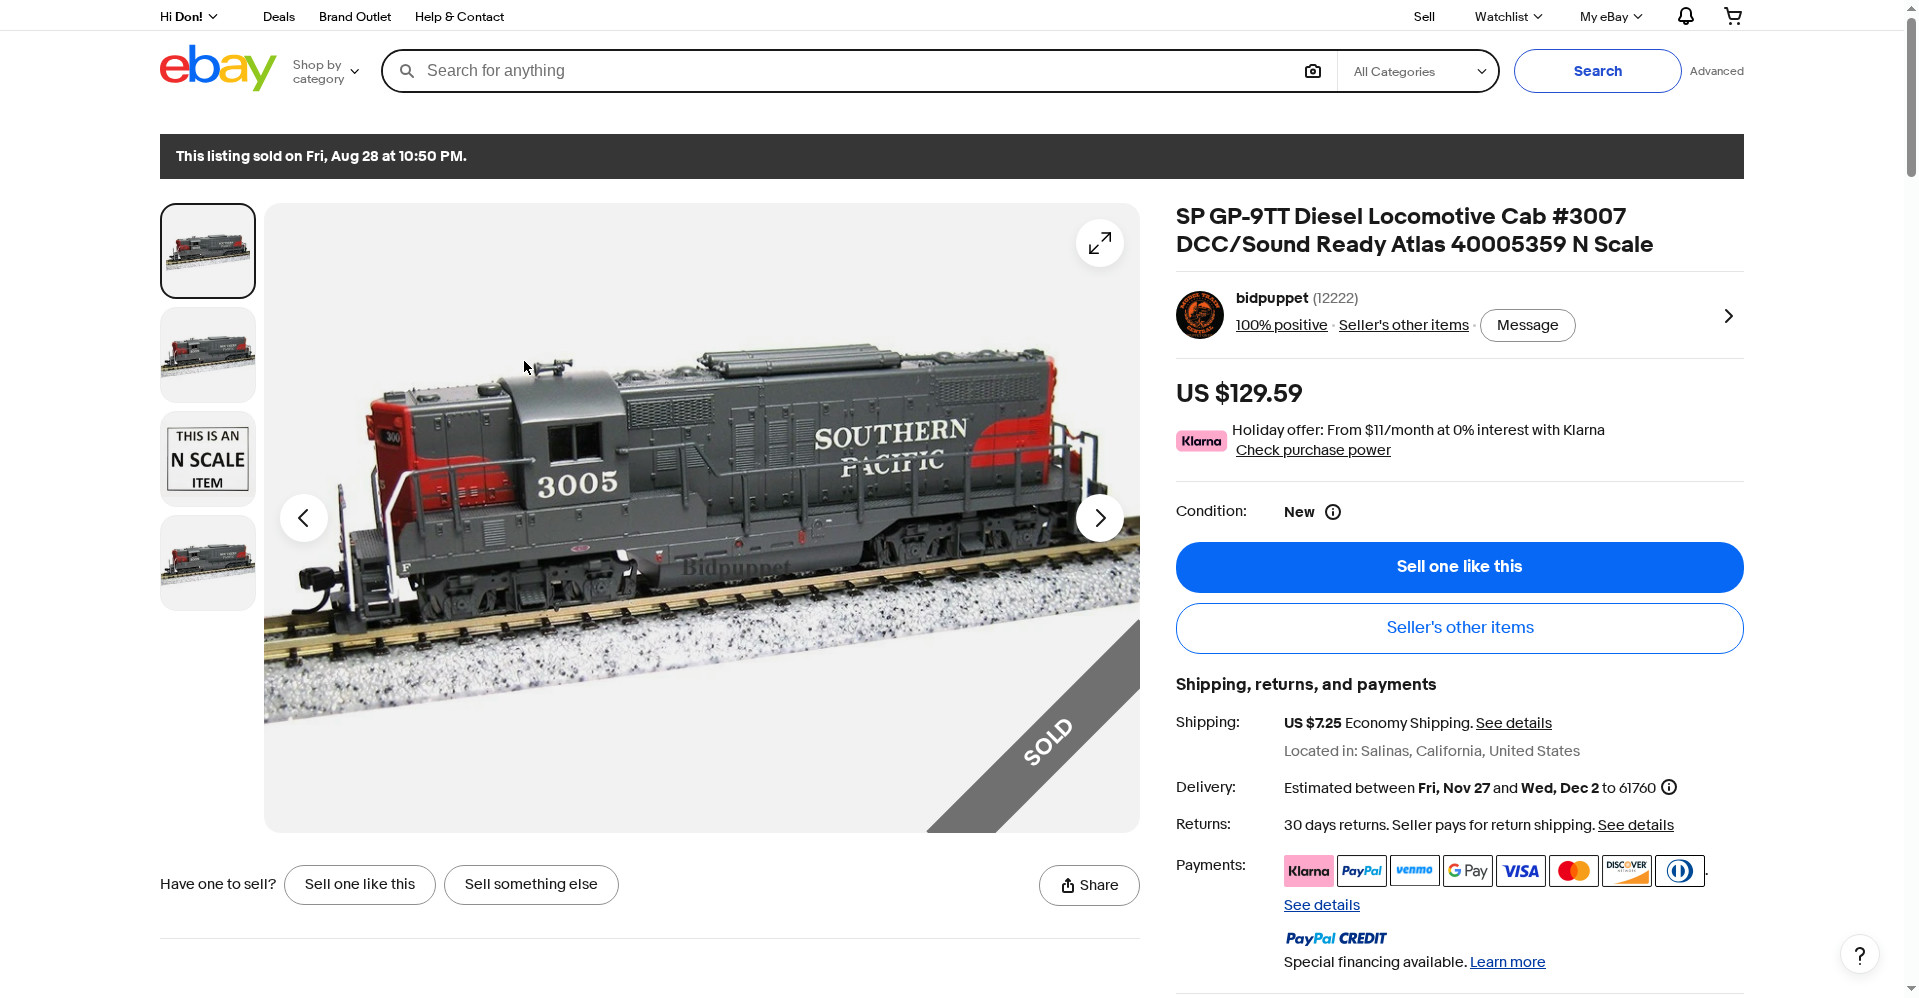 Hi Don!
Deals
Brand Outlet
Help & Contact
Sell
Watchlist
My eBay
ebay
Shop by category
Search for anything
All Categories
Search
Advanced
This listing sold on Fri, Aug 28 at 10:50 PM.
THIS IS AN
N SCALE
ITEM
300
3005
SOUTHERN
PACIFIC
F
Bidpuppet
SOLD
Have one to sell?
Sell one like this
Sell something else
Share
SP GP-9TT Diesel Locomotive Cab #3007
DCC/Sound Ready Atlas 40005359 N Scale
bidpuppet (12222)
100% positive · Seller's other items · Message
US $129.59
Klarna
Holiday offer: From $11/month at 0% interest with Klarna
Check purchase power
Condition: New
Sell one like this
Seller's other items
Shipping, returns, and payments
Shipping: US $7.25 Economy Shipping. See details
Located in: Salinas, California, United States
Delivery: Estimated between Fri, Nov 27 and Wed, Dec 2 to 61760
Returns: 30 days returns. Seller pays for return shipping. See details
Payments: Klarna PayPal venmo G Pay VISA DISCOVER
See details
PayPal CREDIT
Special financing available. Learn more
?